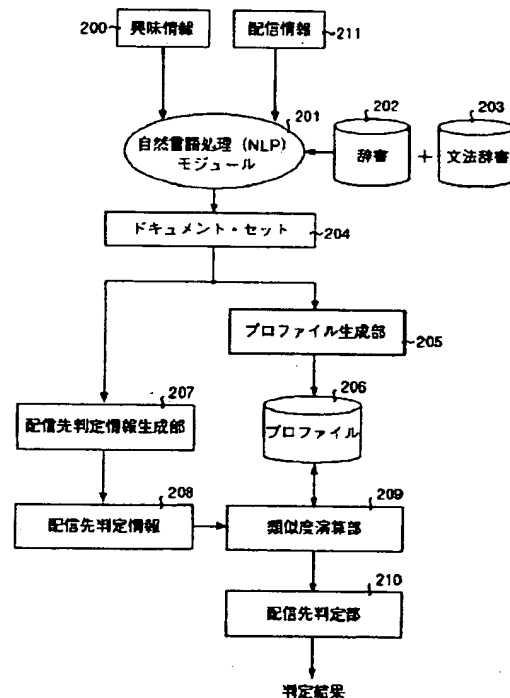 200
興味情報
配信情報
211
201
自然言語処理 (NLP)
モジュール
202
辞書
+
203
文法辞書
ドキュメント・セット
204
プロファイル生成部
205
207
配信先判定情報生成部
206
プロファイル
208
配信先判定情報
209
類似度演算部
210
配信先判定部
判定結果